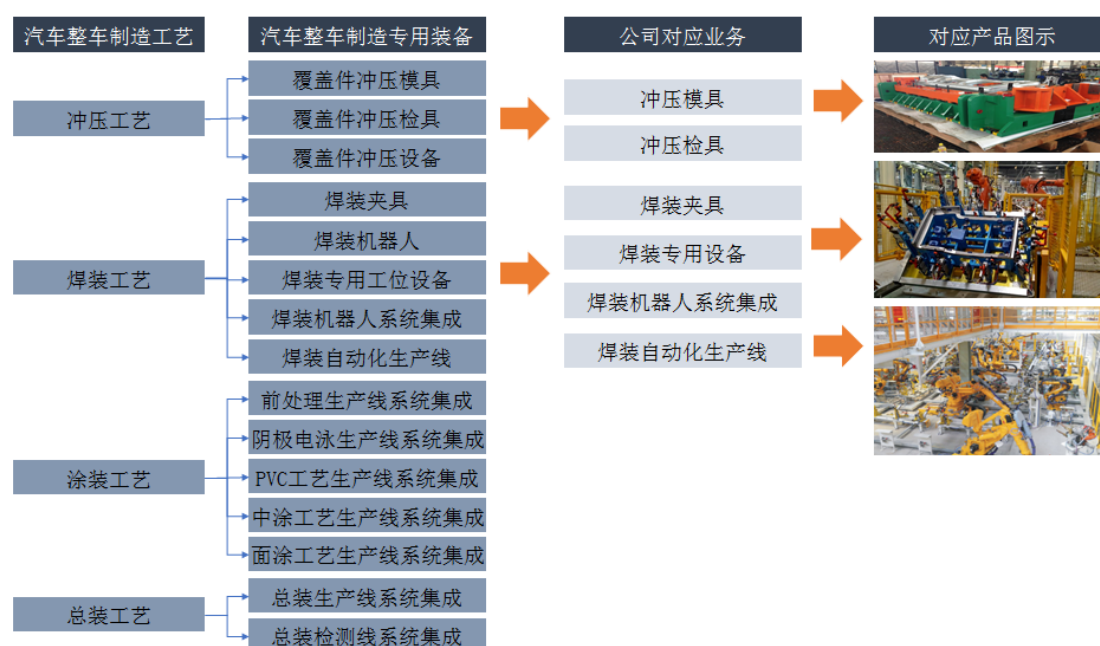 汽车整车制造工艺
汽车整车制造专用装备
公司对应业务
对应产品图示
冲压工艺
覆盖件冲压模具
覆盖件冲压检具
覆盖件冲压设备
冲压模具
冲压检具
焊装工艺
焊装夹具
焊装机器人
焊装专用工位设备
焊装机器人系统集成
焊装自动化生产线
焊装夹具
焊装专用设备
焊装机器人系统集成
焊装自动化生产线
涂装工艺
前处理生产线系统集成
阴极电泳生产线系统集成
PVC工艺生产线系统集成
中涂工艺生产线系统集成
面涂工艺生产线系统集成
总装工艺
总装生产线系统集成
总装检测线系统集成